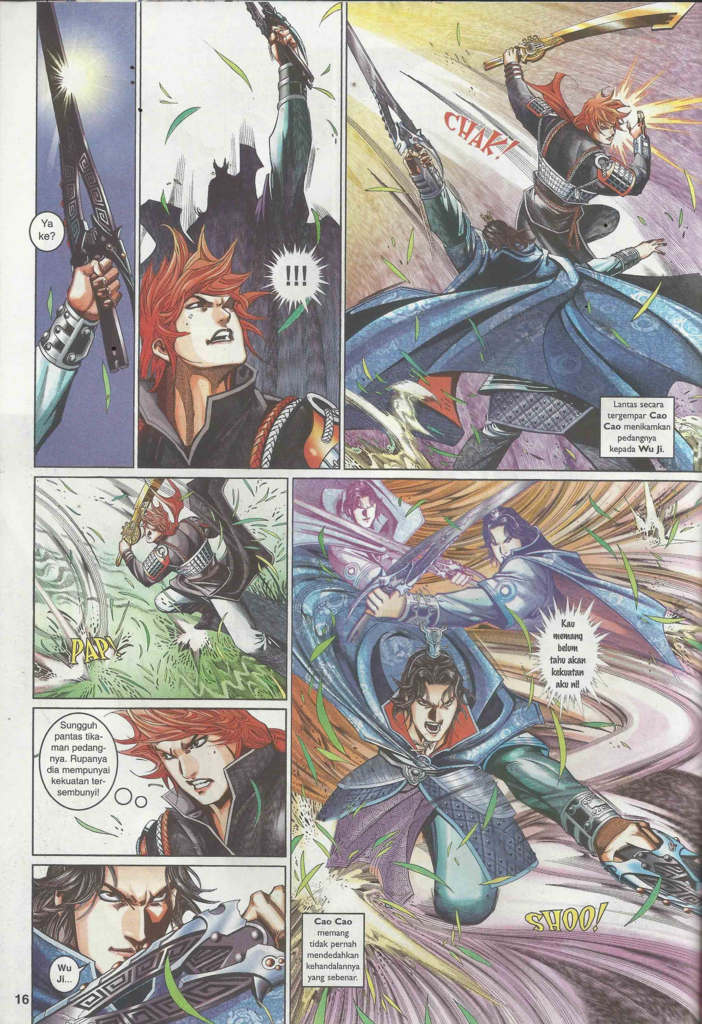 Ya
ke?
!!!
CHAK!
Lantas secara
tergempar Cao
Cao menikamkan
pedangnya
kepada Wu Ji.
PAP!
Kau
memang
belum
tahu akan
kekuatan
aku ni!!
Sungguh
pantas tika-
man pedang-
nya. Rupanya
dia mempunyai
kekuatan ter-
sembunyi!
Wu
Ji...
SHOO!
Cao Cao
memang
tidak pernah
mendedahkan
kehandalannya
yang sebenar.
16